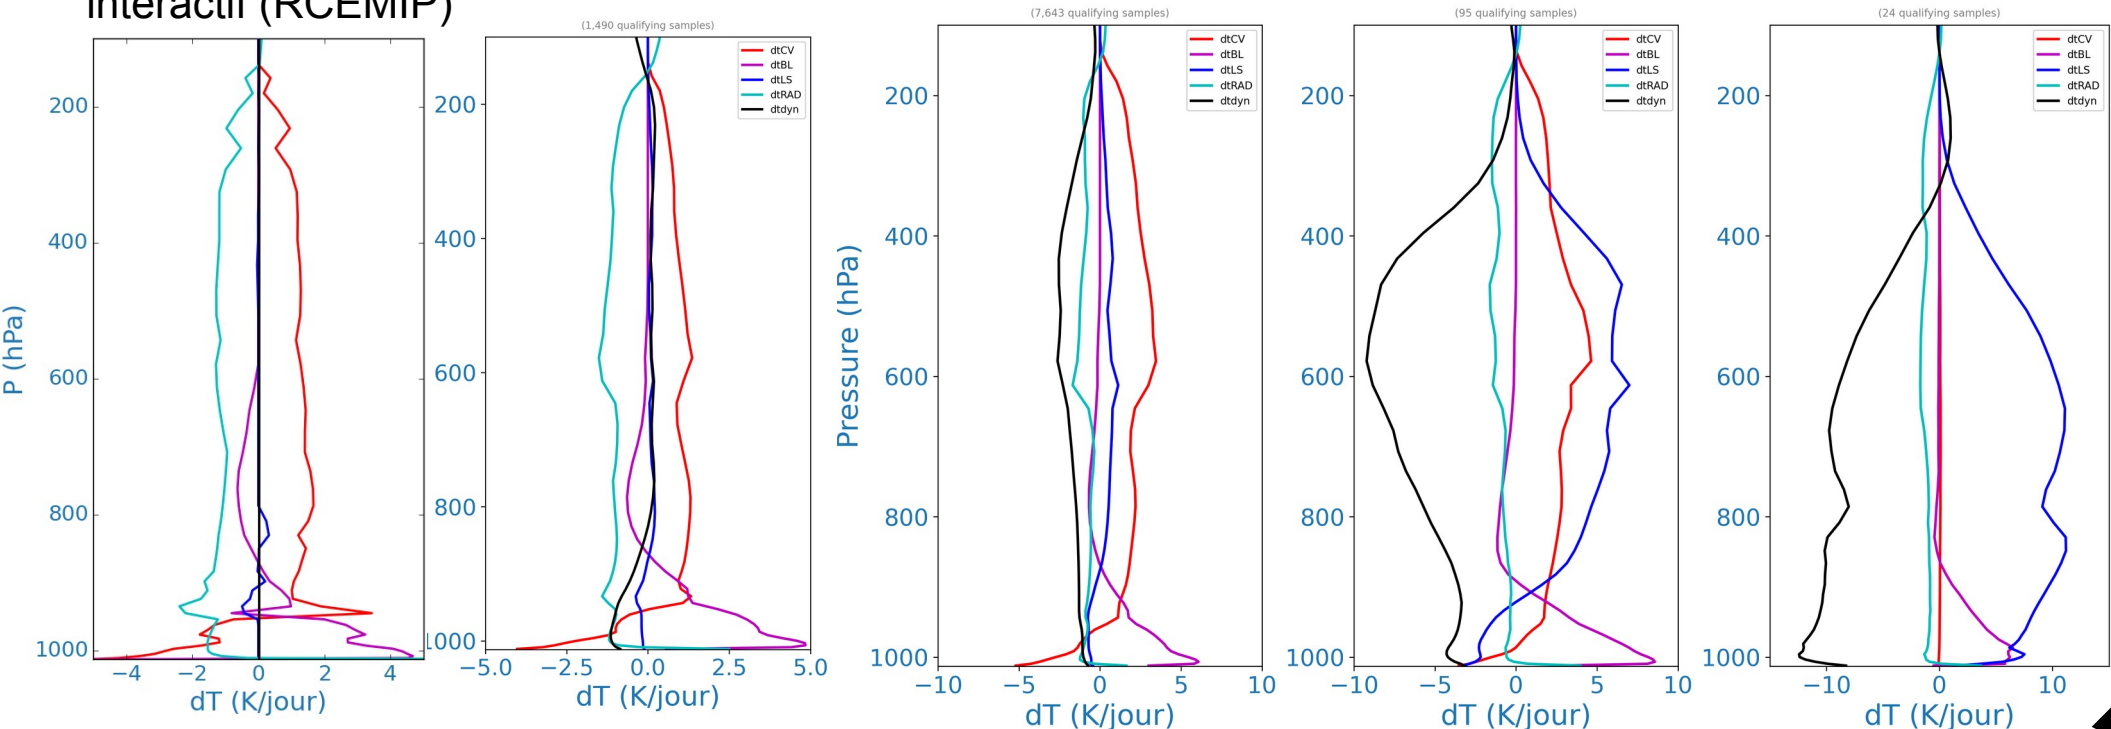 interactif (RCEMIP)
(1,490 qualifying samples)
(7,643 qualifying samples)
(95 qualifying samples)
(24 qualifying samples)
P (hPa)
200
400
600
800
1000
−4 −2 0 2 4
dT (K/jour)
dtCV
dtBL
dtLS
dtRAD
dtdyn
200
400
600
800
1000
−5.0 −2.5 0.0 2.5 5.0
dT (K/jour)
Pressure (hPa)
dtCV
dtBL
dtLS
dtRAD
dtdyn
200
400
600
800
1000
−10 −5 0 5 10
dT (K/jour)
dtCV
dtBL
dtLS
dtRAD
dtdyn
200
400
600
800
1000
−10 −5 0 5 10
dT (K/jour)
dtCV
dtBL
dtLS
dtRAD
dtdyn
200
400
600
800
1000
−10 0 10
dT (K/jour)